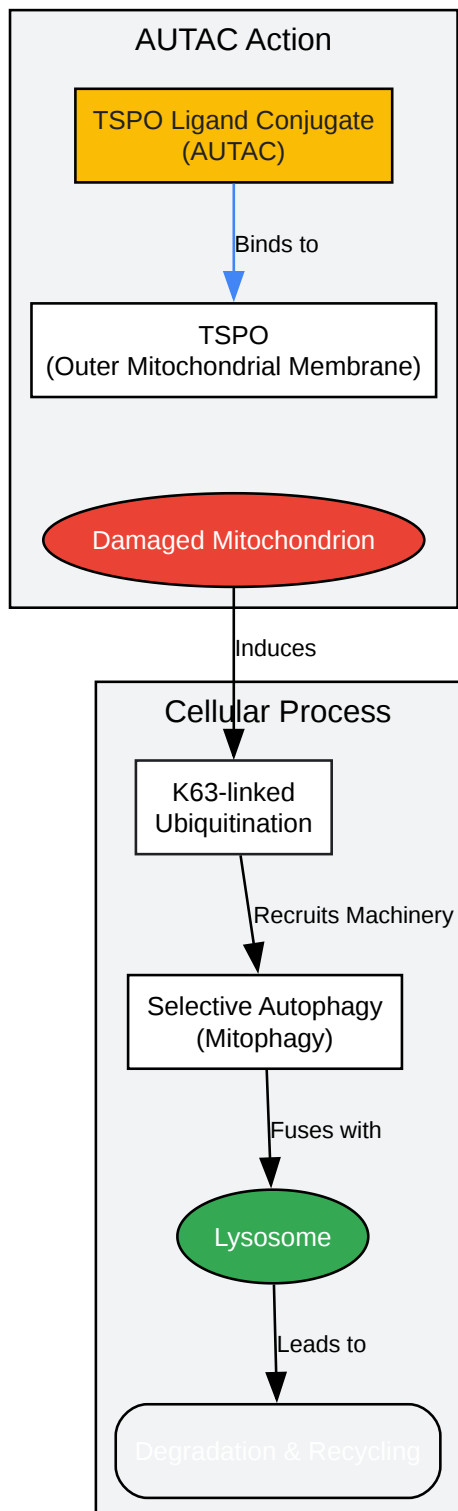 AUTAC Action
TSPO Ligand Conjugate
(AUTAC)
Binds to
TSPO
(Outer Mitochondrial Membrane)
Damaged Mitochondrion
Induces
Cellular Process
K63-linked
Ubiquitination
Recruits Machinery
Selective Autophagy
(Mitophagy)
Fuses with
Lysosome
Leads to
Degradation & Recycling